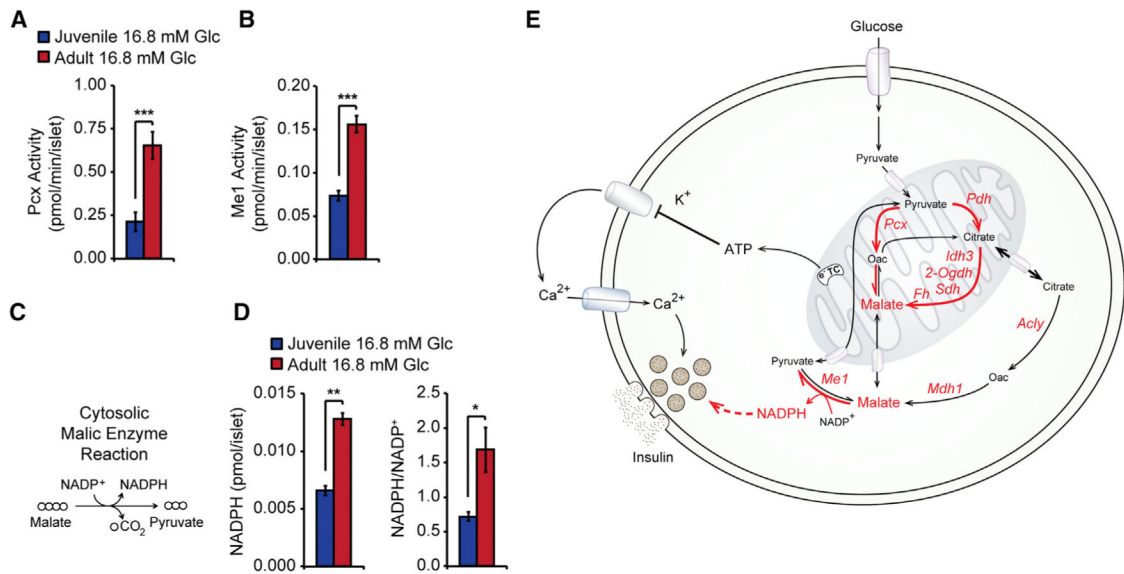 A
Juvenile 16.8 mM Glc
Adult 16.8 mM Glc
Pcx Activity
(pmol/min/islet)
1.00
0.75
0.50
0.25
0.00
***
B
Me1 Activity
(pmol/min/islet)
0.20
0.15
0.10
0.05
0.00
***
C
Cytosolic
Malic Enzyme
Reaction
NADP+ NADPH
Malate CO2 Pyruvate
D
Juvenile 16.8 mM Glc
Adult 16.8 mM Glc
NADPH (pmol/islet)
0.015
0.010
0.005
0.000
**
NADPH/NADP+
2.5
2.0
1.5
1.0
0.5
0.0
*
E
Glucose
Pyruvate
Pyruvate
Pdh
Pcx
Citrate
Oac
Idh3
2-Ogdh
Sdh
Fh
Malate
e- TC
ATP
K+
Ca2+
Ca2+
Citrate
Acly
Oac
Mdh1
Pyruvate
Me1
Malate
NADPH
NADP+
Insulin